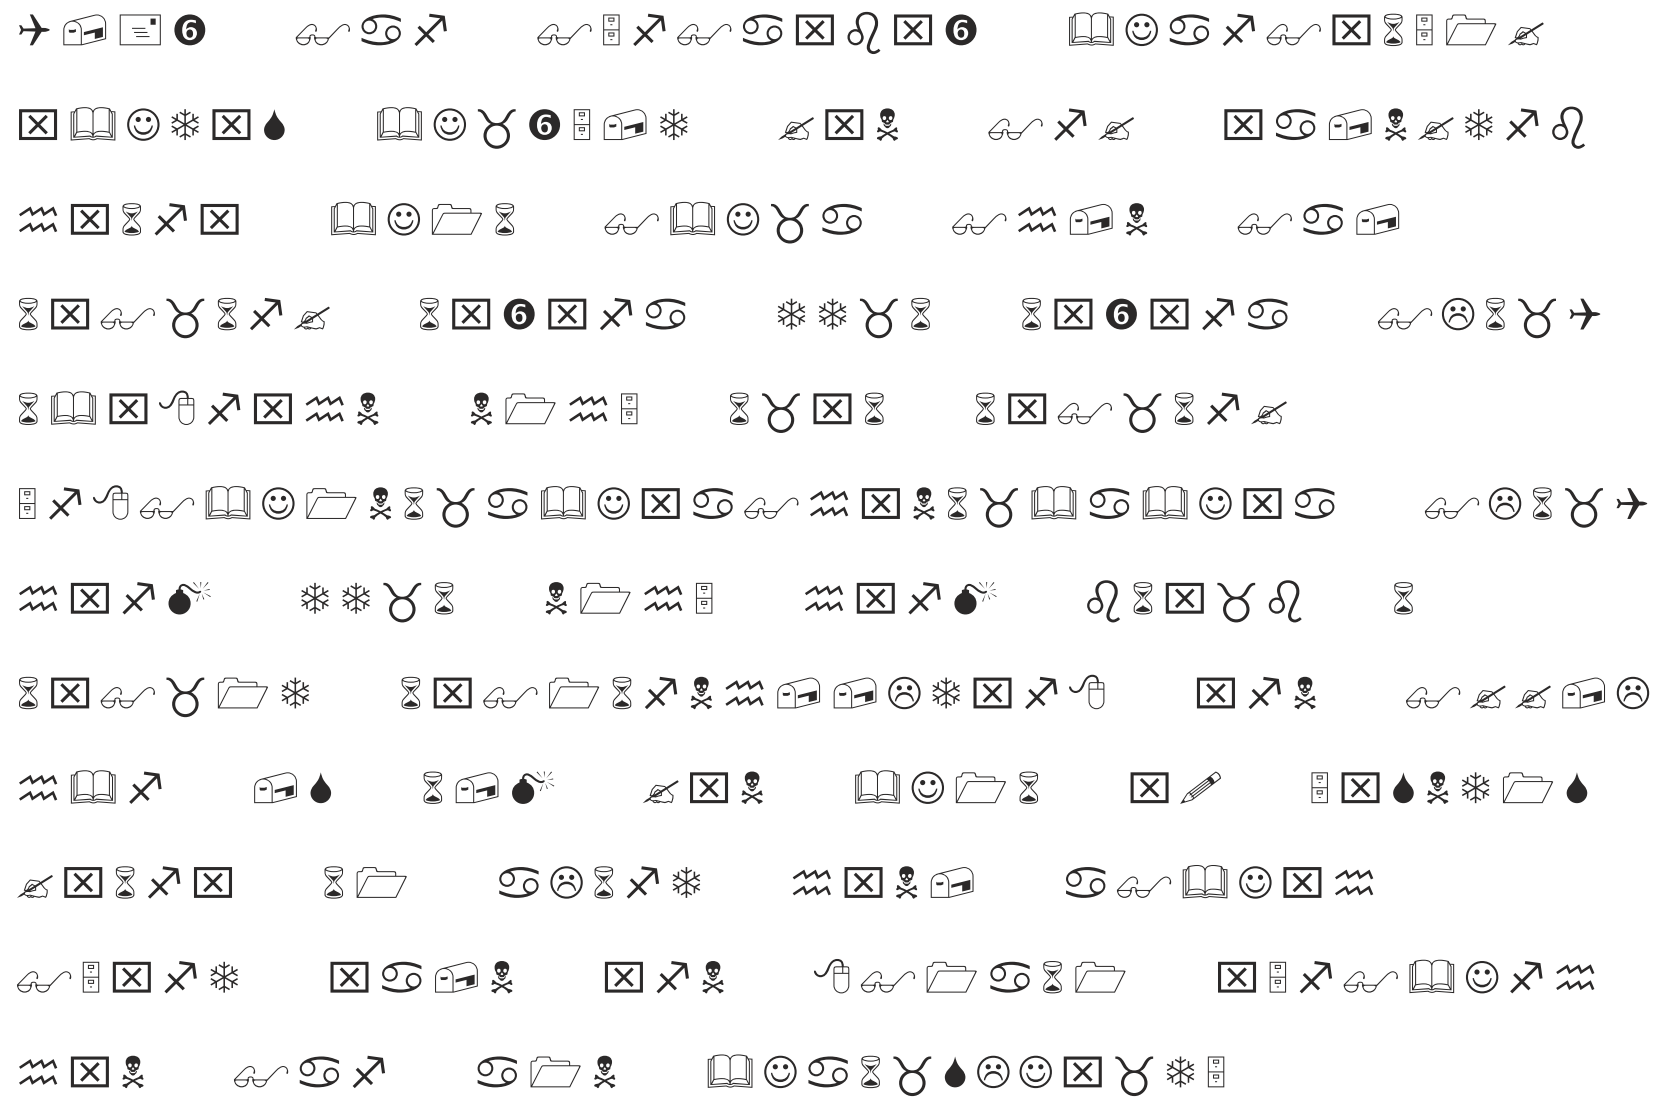 ✈📪🖃❻ 👓♋♐ 👓🗄♐👓♋⌧♌⌧❻ 🕮☺♋♐👓⌧⌛🗄🗀✍
⌧🕮☺❄⌧💧 🕮☺♉❻🗄📪❄ ✍⌧☠ 👓♐✍ ⌧♋📪☠✍❄♐♌
♒⌧⌛♐⌧ 🕮☺🗀⌛ 👓🕮☺♉♋ 👓♒📪☠ 👓♋📪
⌛⌧👓♉⌛♐✍ ⌛⌧❻⌧♐♋ ❄❄♉⌛ ⌛⌧❻⌧♐♋ 👓☹⌛♉✈
⌛🕮⌧🖰♐⌧♒☠ ☠🗀♒🗄 ⌛♉⌧⌛ ⌛⌧👓♉⌛♐✍
🗄♐🖰👓🕮☺🗀☠⌛♉♋🕮☺⌧♋👓♒⌧☠⌛♉🕮♋🕮☺⌧♋ 👓☹⌛♉✈
♒⌧♐💣 ❄❄♉⌛ ☠🗀♒🗄 ♒⌧♐💣 ♌⌛⌧♉♌ ⌛
⌛⌧👓♉🗀❄ ⌛⌧👓🗀⌛♐☠♒📪📪☹❄⌧♐🖰 ⌧♐☠ 👓✍✍📪☹
♒🕮♐ 📪💧 ⌛📪💣 ✍⌧☠ 🕮☺🗀⌛ ⌧✏ 🗄⌧💧☠❄🗀💧
✍⌧⌛♐⌧ ⌛🗀 ♋☹⌛♐❄ ♒⌧☠📪 ♋👓🕮☺⌧♒
👓🗄⌧♐❄ ⌧♋📪☠ ⌧♐☠ 🖰👓🗀♋⌛🗀 ⌧🗄♐👓🕮☺♐♒
♒⌧☠ 👓♋♐ ♋🗀☠ 🕮☺♋⌛♉💧☹☺⌧♉❄🗄